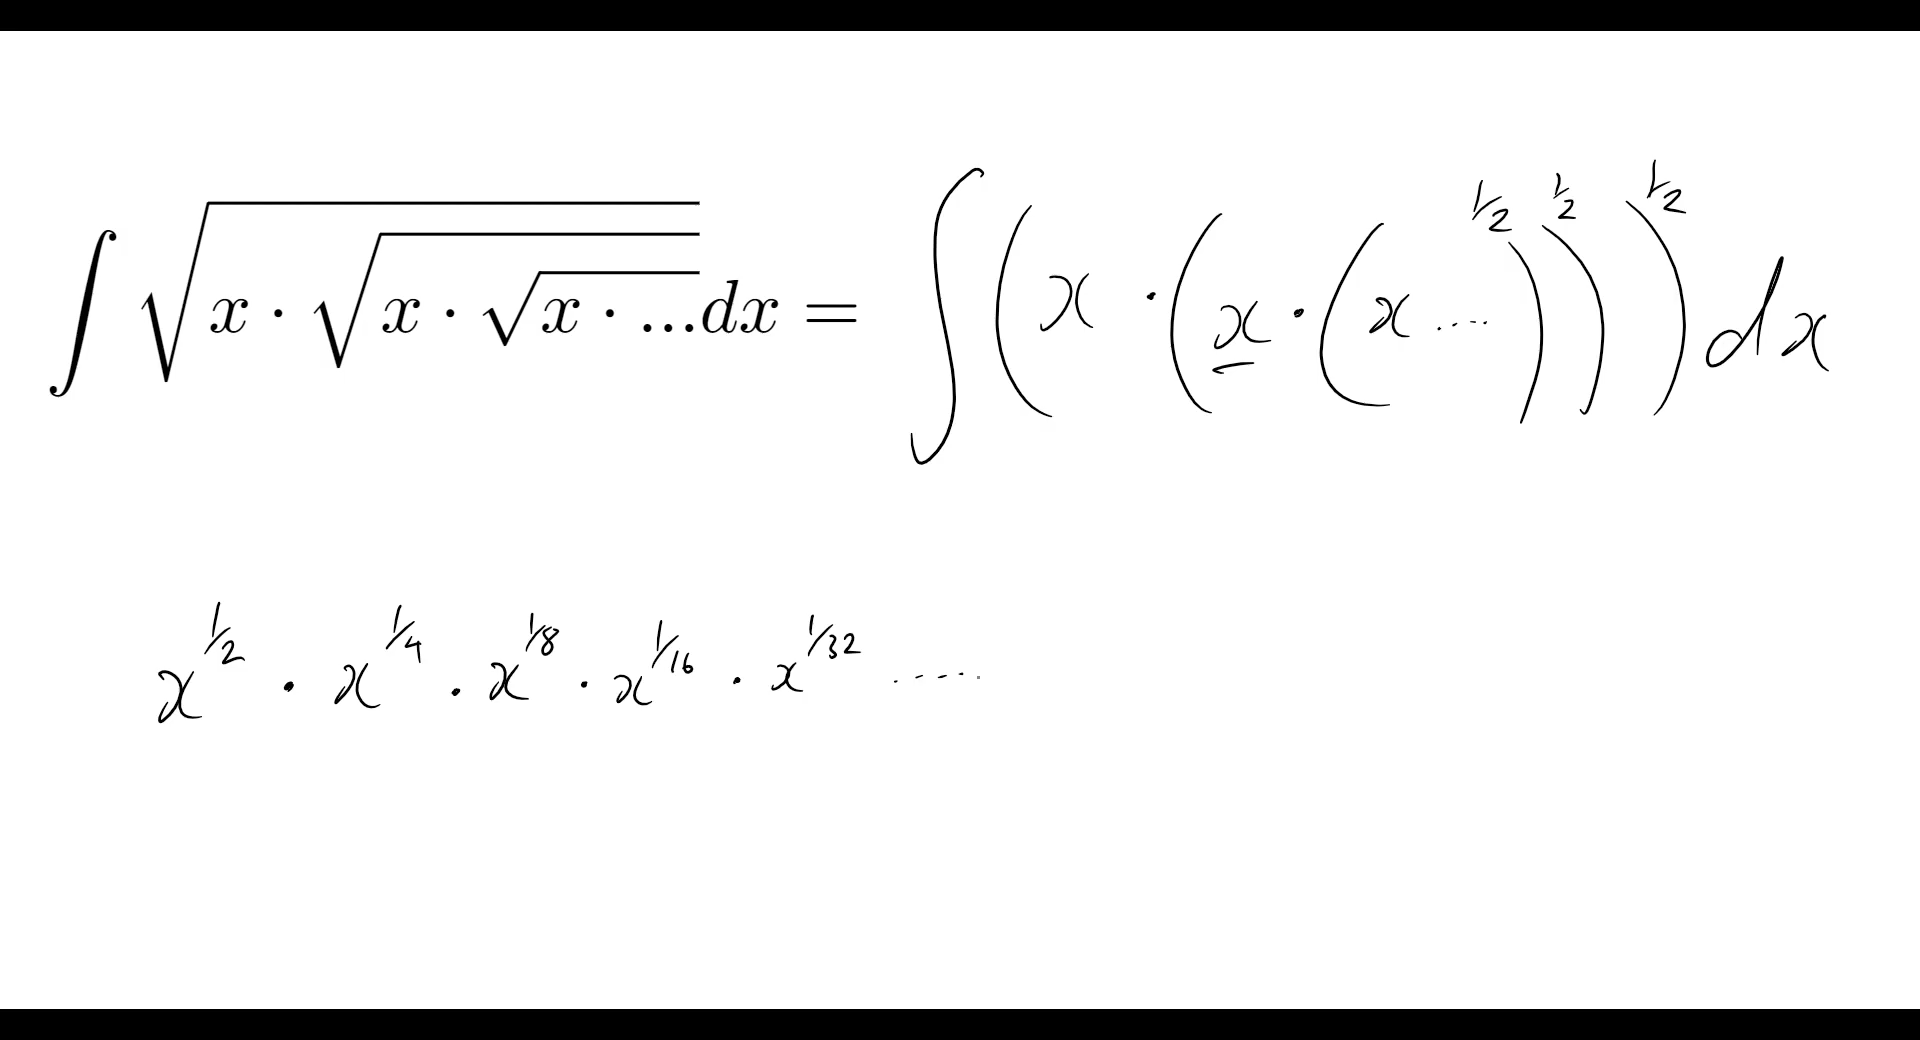 ∫ √(x · √(x · √(x · ...))) dx = ∫ (x · (x · (x ....)^1/2)^1/2)^1/2 dx
x^1/2 · x^1/4 · x^1/8 · x^1/16 · x^1/32 .....